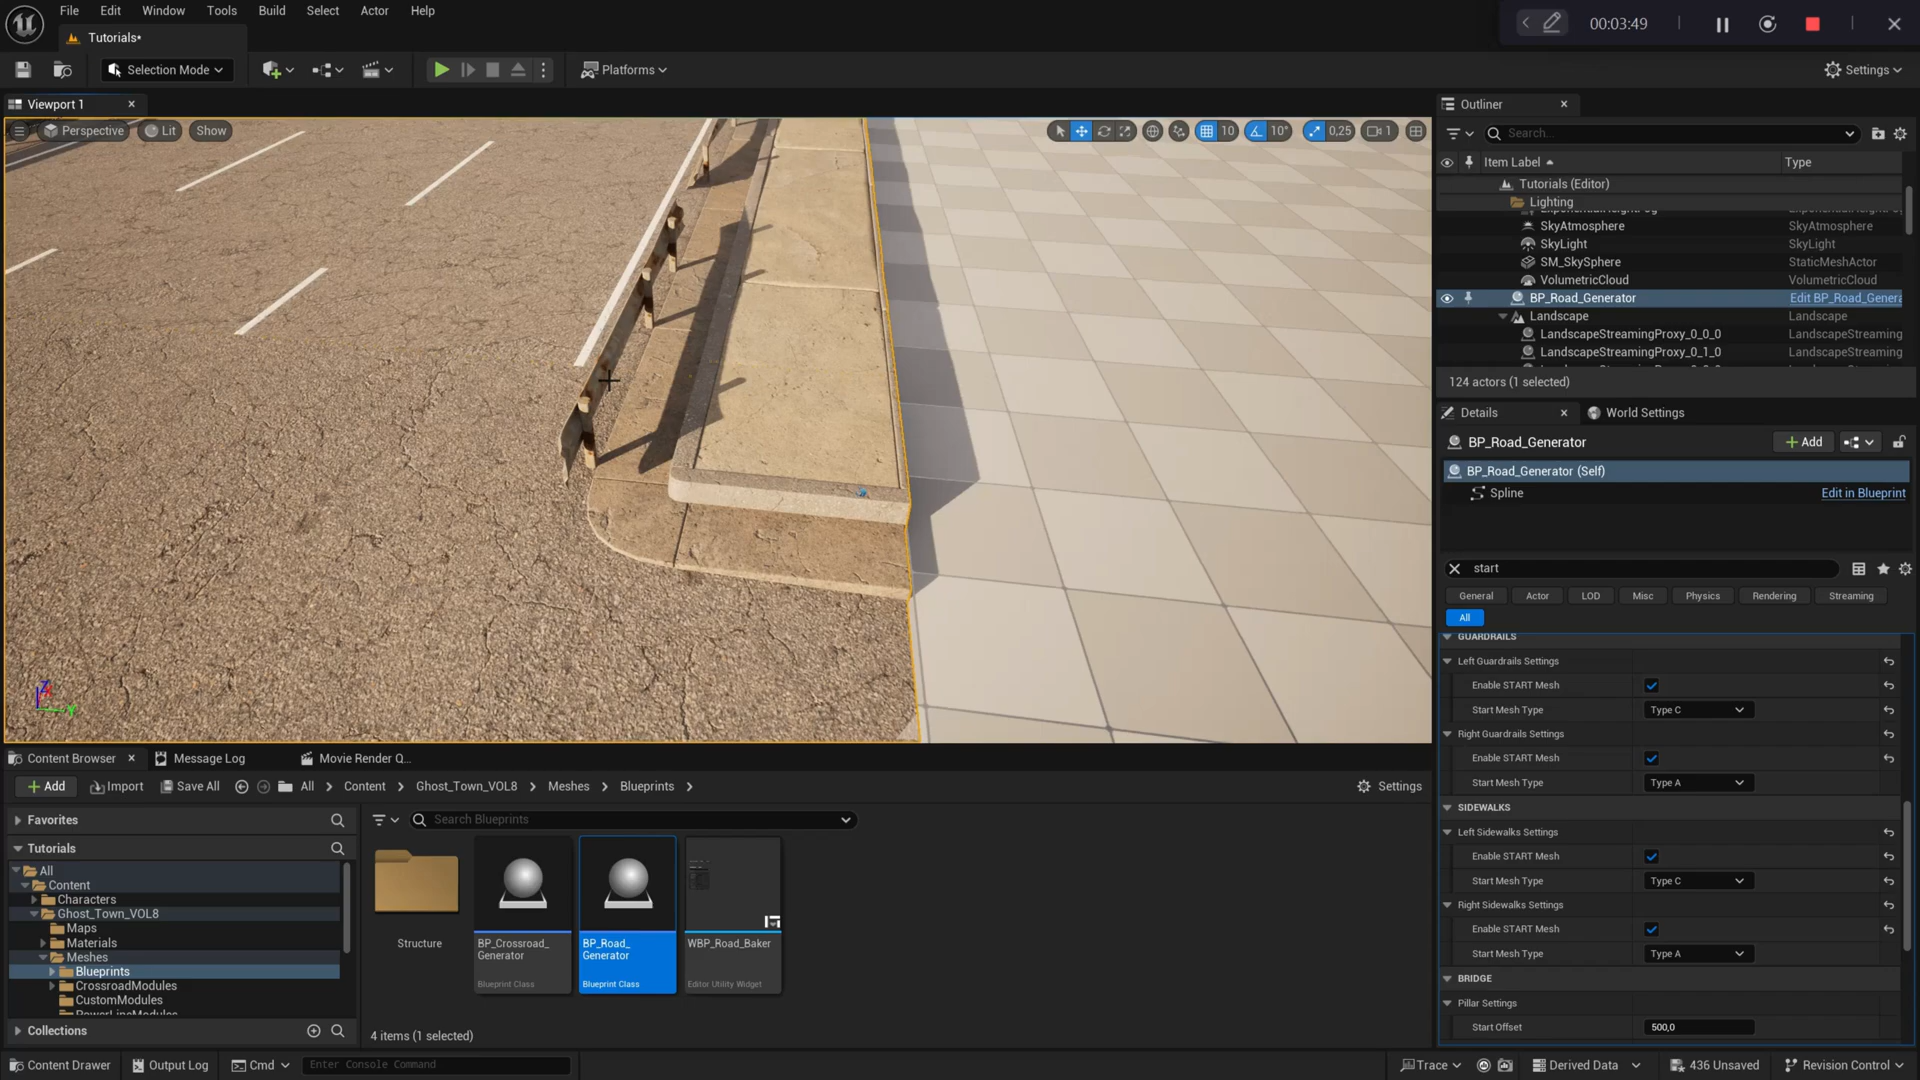 File Edit Window Tools Build Select Actor Help
00:03:49
Tutorials*
Selection Mode
Platforms
Settings
Viewport 1
Perspective Lit Show
10 10° 0,25 1
Outliner
Search...
Item Label Type
Tutorials (Editor)
Lighting
SkyAtmosphere SkyAtmosphere
SkyLight SkyLight
SM_SkySphere StaticMeshActor
VolumetricCloud VolumetricCloud
BP_Road_Generator Edit BP_Road_Genera
Landscape Landscape
LandscapeStreamingProxy_0_0_0 LandscapeStreaming
LandscapeStreamingProxy_0_1_0 LandscapeStreaming
124 actors (1 selected)
Details World Settings
BP_Road_Generator Add
BP_Road_Generator (Self)
Spline Edit in Blueprint
start
General Actor LOD Misc Physics Rendering Streaming
All
GUARDRAILS
Left Guardrails Settings
Enable START Mesh
Start Mesh Type Type C
Right Guardrails Settings
Enable START Mesh
Start Mesh Type Type A
SIDEWALKS
Left Sidewalks Settings
Enable START Mesh
Start Mesh Type Type C
Right Sidewalks Settings
Enable START Mesh
Start Mesh Type Type A
BRIDGE
Pillar Settings
Start Offset 500,0
Z
Y
Content Browser Message Log Movie Render Q...
Add Import Save All All Content Ghost_Town_VOL8 Meshes Blueprints Settings
Favorites
Tutorials
All
Content
Characters
Ghost_Town_VOL8
Maps
Materials
Meshes
Blueprints
CrossroadModules
CustomModules
PowerLineModules
Collections
Search Blueprints
Structure
BP_Crossroad_
Generator
Blueprint Class
BP_Road_
Generator
Blueprint Class
WBP_Road_Baker
Editor Utility Widget
4 items (1 selected)
Content Drawer Output Log Cmd Enter Console Command Trace Derived Data 436 Unsaved Revision Control